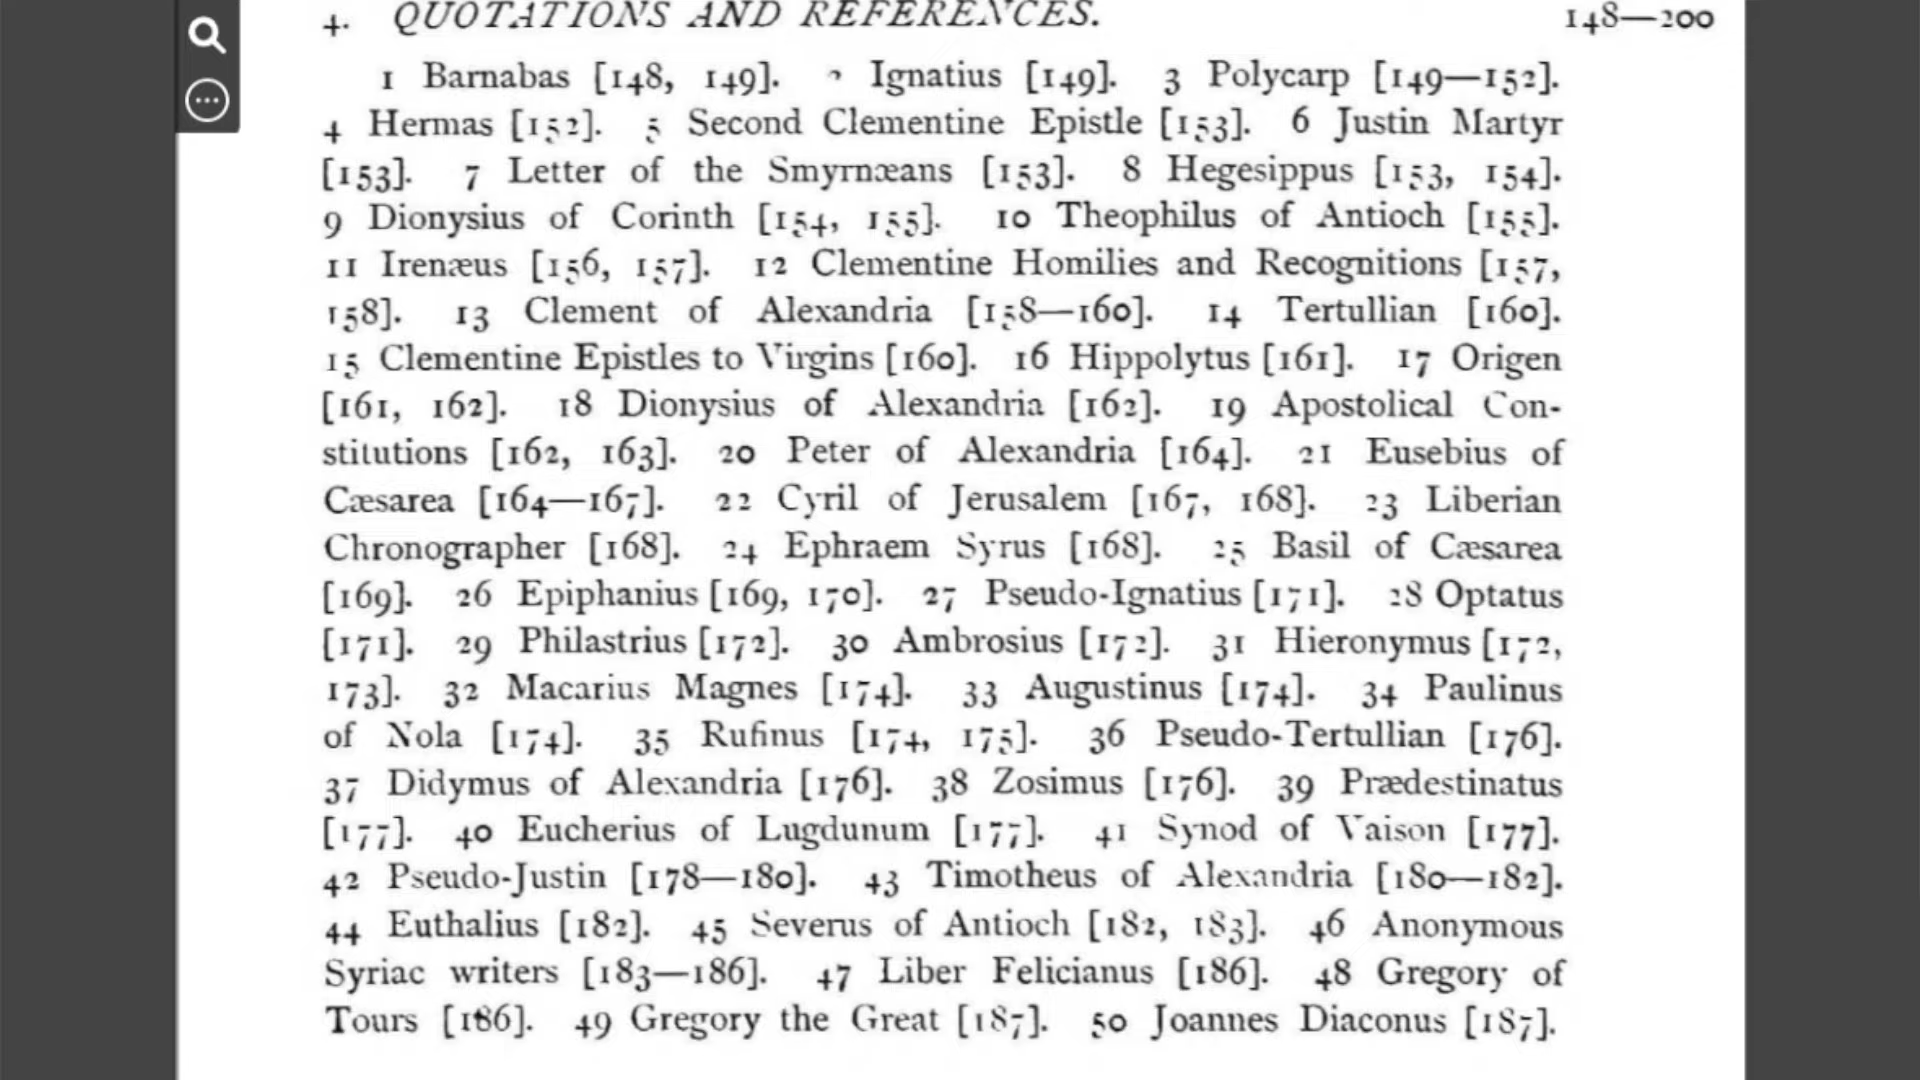 4. QUOTATIONS AND REFERENCES. 148—200
1 Barnabas [148, 149]. 2 Ignatius [149]. 3 Polycarp [149—152].
4 Hermas [152]. 5 Second Clementine Epistle [153]. 6 Justin Martyr
[153]. 7 Letter of the Smyrnæans [153]. 8 Hegesippus [153, 154].
9 Dionysius of Corinth [154, 155]. 10 Theophilus of Antioch [155].
11 Irenæus [156, 157]. 12 Clementine Homilies and Recognitions [157,
158]. 13 Clement of Alexandria [158—160]. 14 Tertullian [160].
15 Clementine Epistles to Virgins [160]. 16 Hippolytus [161]. 17 Origen
[161, 162]. 18 Dionysius of Alexandria [162]. 19 Apostolical Con-
stitutions [162, 163]. 20 Peter of Alexandria [164]. 21 Eusebius of
Cæsarea [164—167]. 22 Cyril of Jerusalem [167, 168]. 23 Liberian
Chronographer [168]. 24 Ephraem Syrus [168]. 25 Basil of Cæsarea
[169]. 26 Epiphanius [169, 170]. 27 Pseudo-Ignatius [171]. 28 Optatus
[171]. 29 Philastrius [172]. 30 Ambrosius [172]. 31 Hieronymus [172,
173]. 32 Macarius Magnes [174]. 33 Augustinus [174]. 34 Paulinus
of Nola [174]. 35 Rufinus [174, 175]. 36 Pseudo-Tertullian [176].
37 Didymus of Alexandria [176]. 38 Zosimus [176]. 39 Prædestinatus
[177]. 40 Eucherius of Lugdunum [177]. 41 Synod of Vaison [177].
42 Pseudo-Justin [178—180]. 43 Timotheus of Alexandria [180—182].
44 Euthalius [182]. 45 Severus of Antioch [182, 183]. 46 Anonymous
Syriac writers [183—186]. 47 Liber Felicianus [186]. 48 Gregory of
Tours [186]. 49 Gregory the Great [187]. 50 Joannes Diaconus [187].